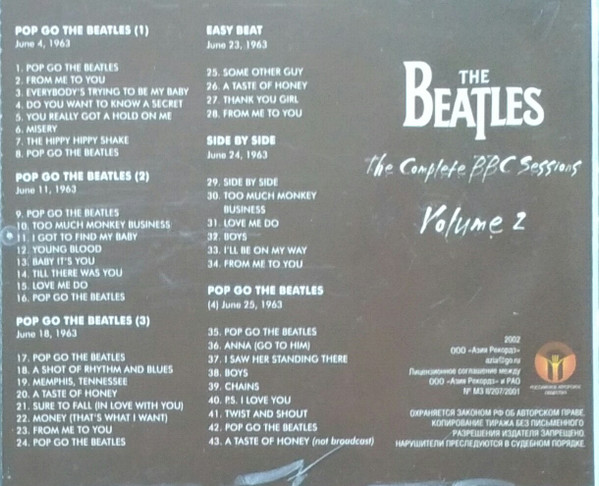 POP GO THE BEATLES (1)
June 4, 1963
1. POP GO THE BEATLES
2. FROM ME TO YOU
3. EVERYBODY'S TRYING TO BE MY BABY
4. DO YOU WANT TO KNOW A SECRET
5. YOU REALLY GOT A HOLD ON ME
6. MISERY
7. THE HIPPY HIPPY SHAKE
8. POP GO THE BEATLES
POP GO THE BEATLES (2)
June 11, 1963
9. POP GO THE BEATLES
10. TOO MUCH MONKEY BUSINESS
11. I GOT TO FIND MY BABY
12. YOUNG BLOOD
13. BABY IT'S YOU
14. TILL THERE WAS YOU
15. LOVE ME DO
16. POP GO THE BEATLES
POP GO THE BEATLES (3)
June 18, 1963
17. POP GO THE BEATLES
18. A SHOT OF RHYTHM AND BLUES
19. MEMPHIS, TENNESSEE
20. A TASTE OF HONEY
21. SURE TO FALL (IN LOVE WITH YOU)
22. MONEY (THAT'S WHAT I WANT)
23. FROM ME TO YOU
24. POP GO THE BEATLES
EASY BEAT
June 23, 1963
25. SOME OTHER GUY
26. A TASTE OF HONEY
27. THANK YOU GIRL
28. FROM ME TO YOU
SIDE BY SIDE
June 24, 1963
29. SIDE BY SIDE
30. TOO MUCH MONKEY
BUSINESS
31. LOVE ME DO
32. BOYS
33. I'LL BE ON MY WAY
34. FROM ME TO YOU
POP GO THE BEATLES
(4) June 25, 1963
35. POP GO THE BEATLES
36. ANNA (GO TO HIM)
37. I SAW HER STANDING THERE
38. BOYS
39. CHAINS
40. P.S. I LOVE YOU
41. TWIST AND SHOUT
42. POP GO THE BEATLES
43. A TASTE OF HONEY (not broadcast)
THE
BEATLES
The Complete BBC Sessions
Volume 2
2002
ООО «Азия Рекордз»
azia@go.ru
Лицензионное соглашение между
ООО «Азия Рекордз» и РАО
№ МЗ II/207/2001
РОССИЙСКОЕ АВТОРСКОЕ
ОБЩЕСТВО
ОХРАНЯЕТСЯ ЗАКОНОМ РФ ОБ АВТОРСКОМ ПРАВЕ.
КОПИРОВАНИЕ ТИРАЖА БЕЗ ПИСЬМЕННОГО
РАЗРЕШЕНИЯ ИЗДАТЕЛЯ ЗАПРЕЩЕНО.
НАРУШИТЕЛИ ПРЕСЛЕДУЮТСЯ В СУДЕБНОМ ПОРЯДКЕ.